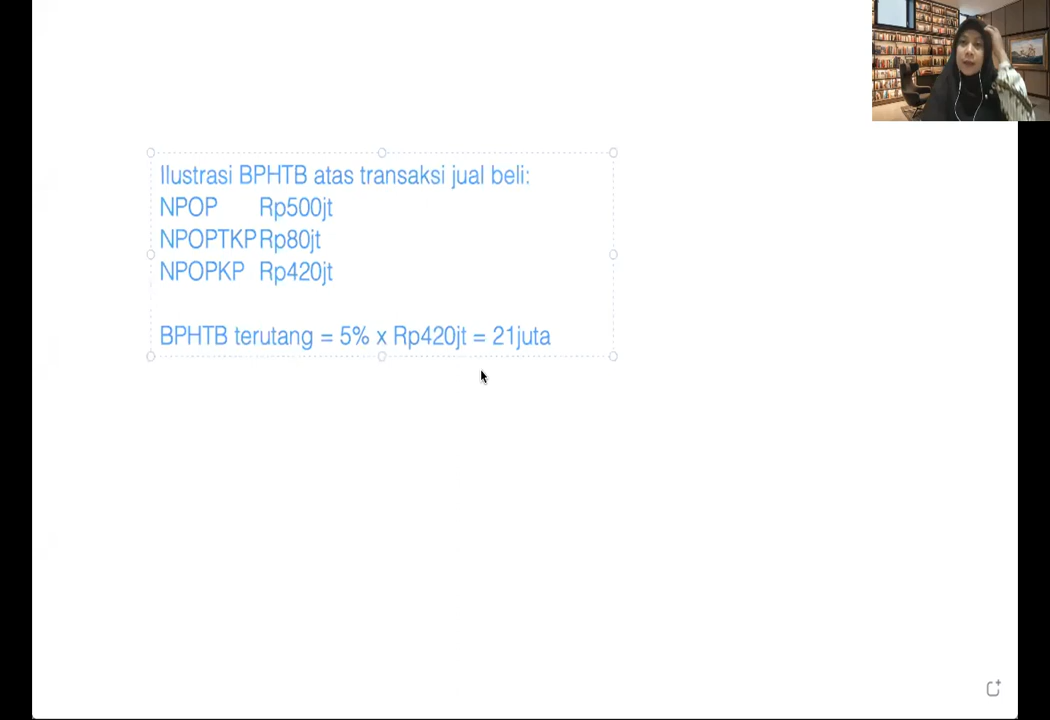 Ilustrasi BPHTB atas transaksi jual beli:
NPOP Rp500jt
NPOPTKP Rp80jt
NPOPKP Rp420jt
BPHTB terutang = 5% x Rp420jt = 21juta